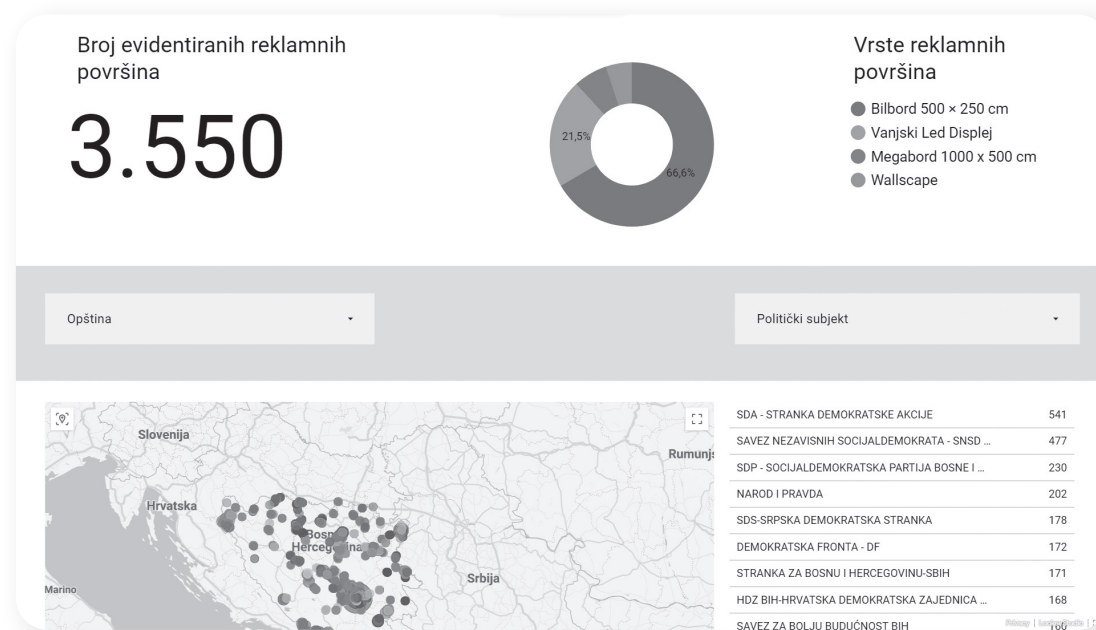 Broj evidentiranih reklamnih
površina
3.550
21,5%
66,6%
Vrste reklamnih
površina
Bilbord 500 × 250 cm
Vanjski Led Displej
Megabord 1000 x 500 cm
Wallscape
Opština
Politički subjekt
Slovenija
Rumunj
Hrvatska
Bosn
Hercegovina
Srbija
Marino
SDA - STRANKA DEMOKRATSKE AKCIJE 541
SAVEZ NEZAVISNIH SOCIJALDEMOKRATA - SNSD ... 477
SDP - SOCIJALDEMOKRATSKA PARTIJA BOSNE I ... 230
NAROD I PRAVDA 202
SDS-SRPSKA DEMOKRATSKA STRANKA 178
DEMOKRATSKA FRONTA - DF 172
STRANKA ZA BOSNU I HERCEGOVINU-SBIH 171
HDZ BIH-HRVATSKA DEMOKRATSKA ZAJEDNICA ... 168
SAVEZ ZA BOLJU BUDUĆNOST BIH